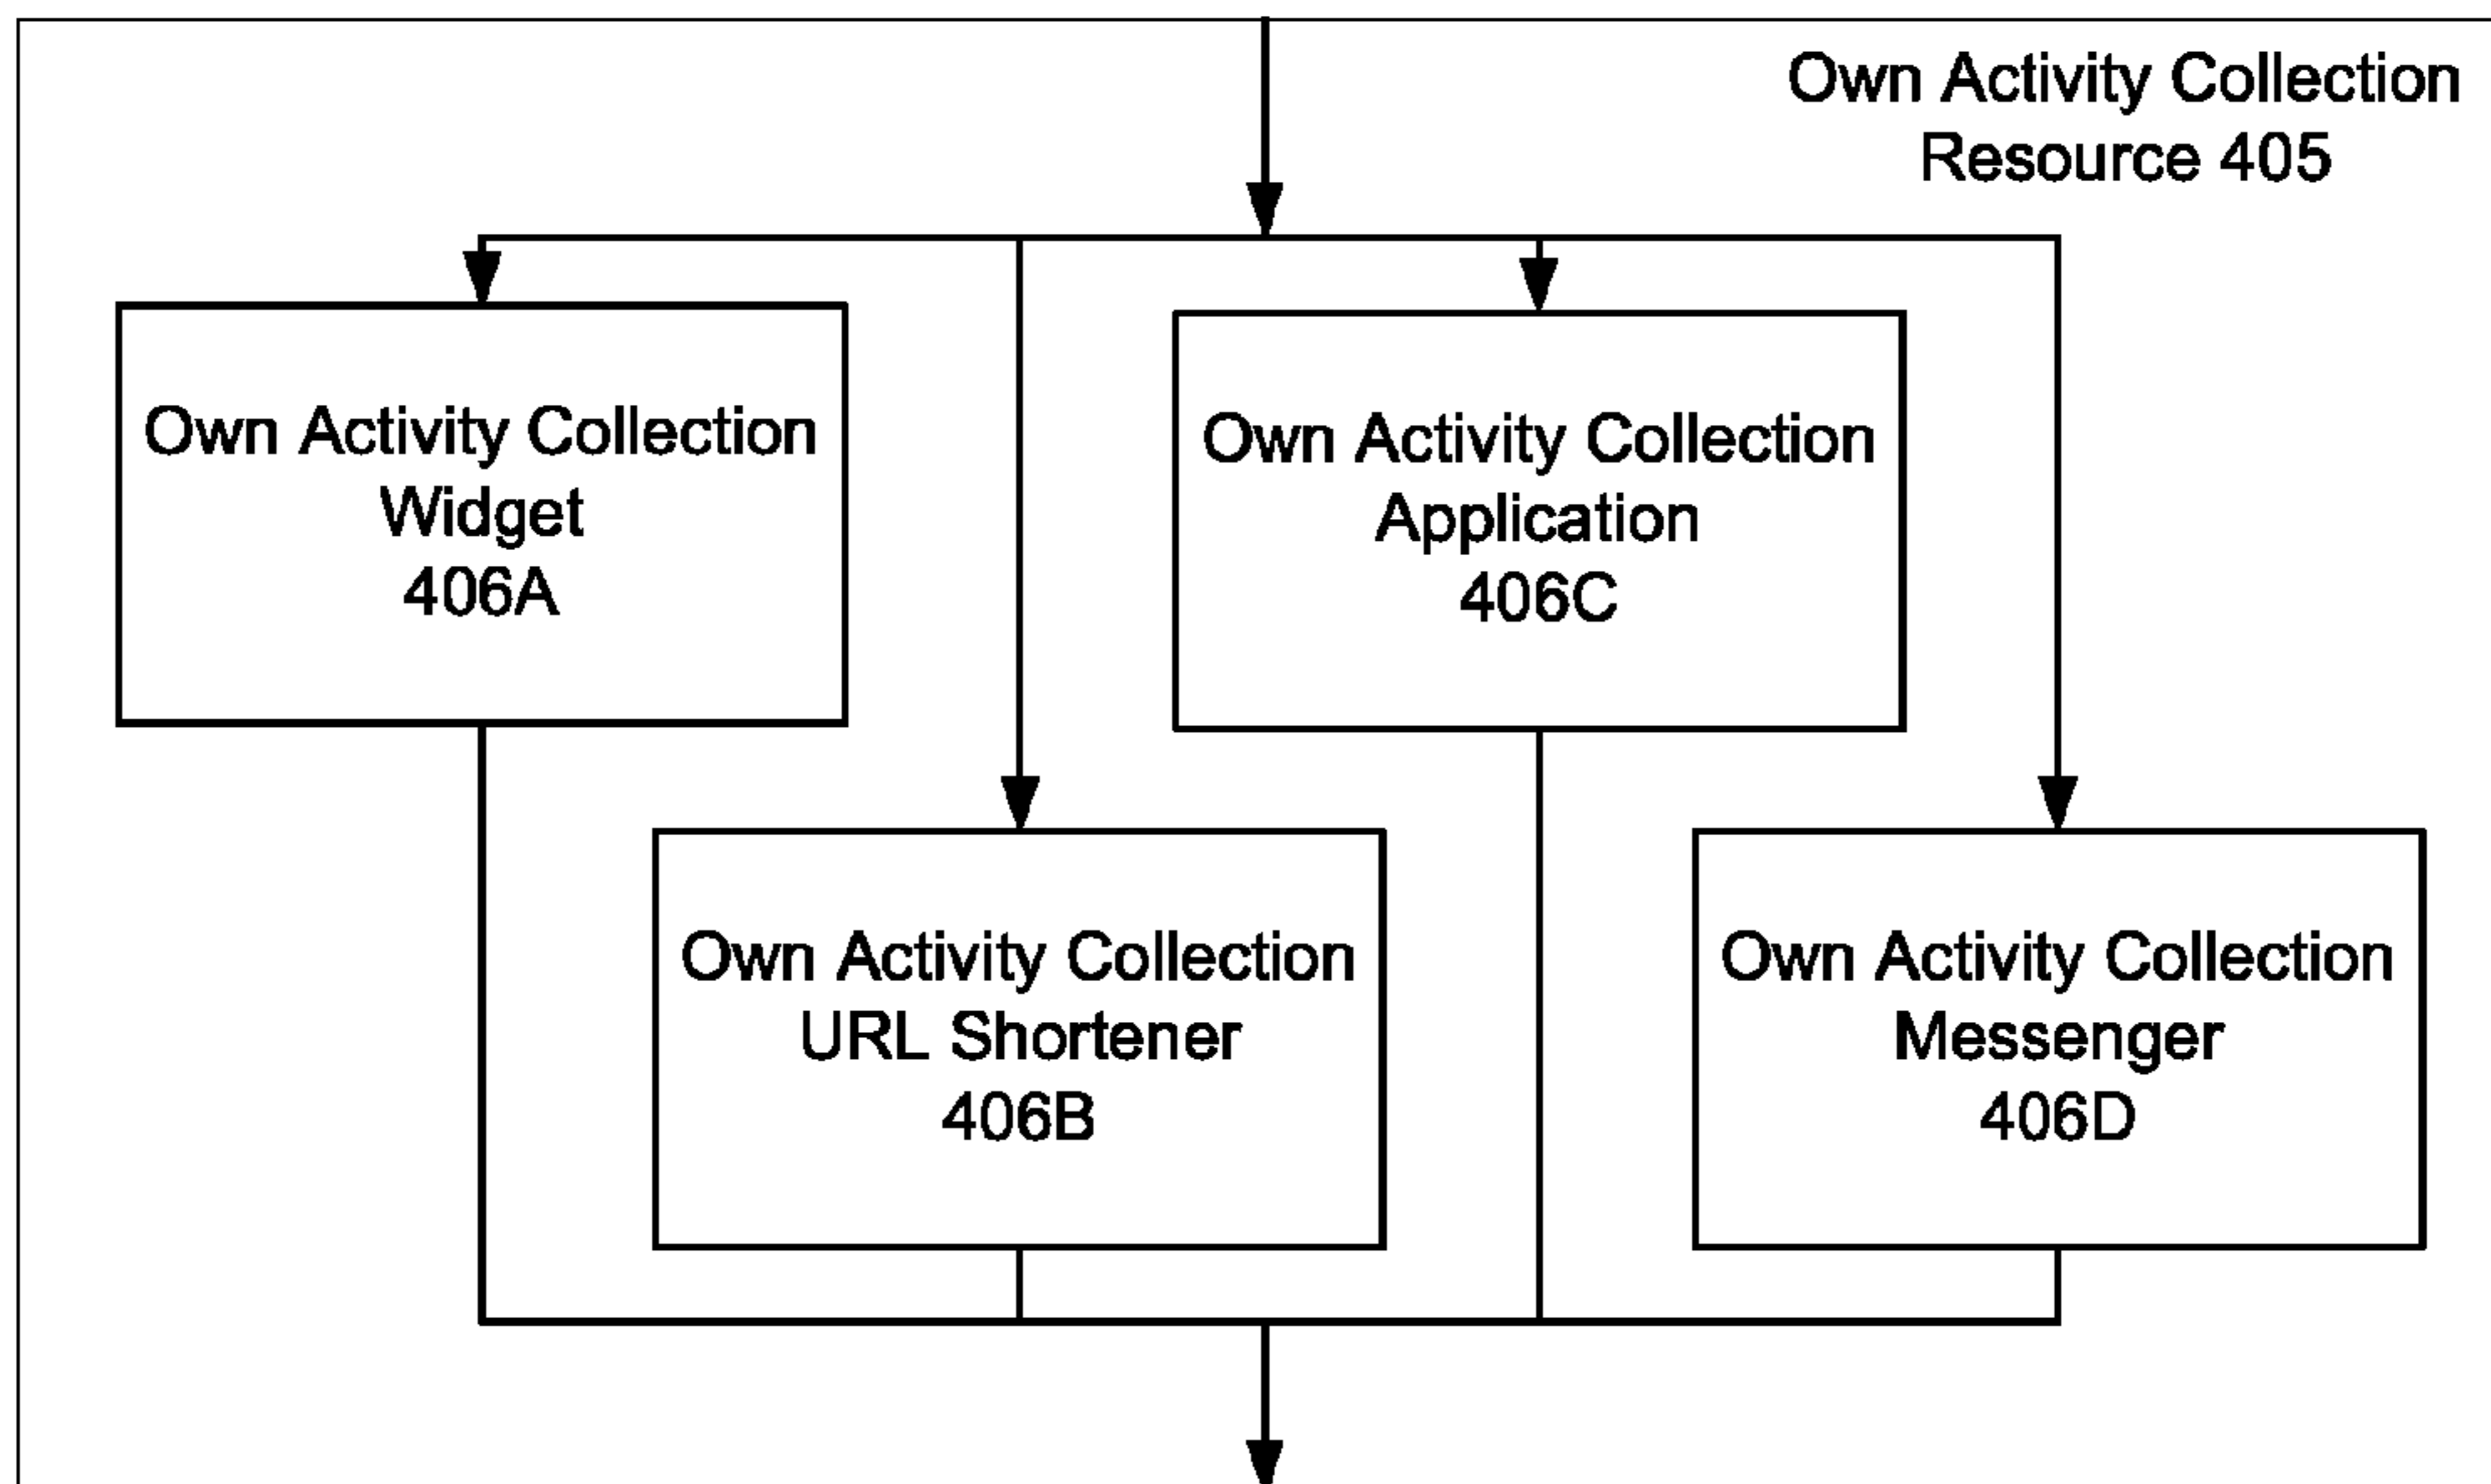 Own Activity Collection
Resource 405
Own Activity Collection
Widget
406A
Own Activity Collection
Application
406C
Own Activity Collection
URL Shortener
406B
Own Activity Collection
Messenger
406D